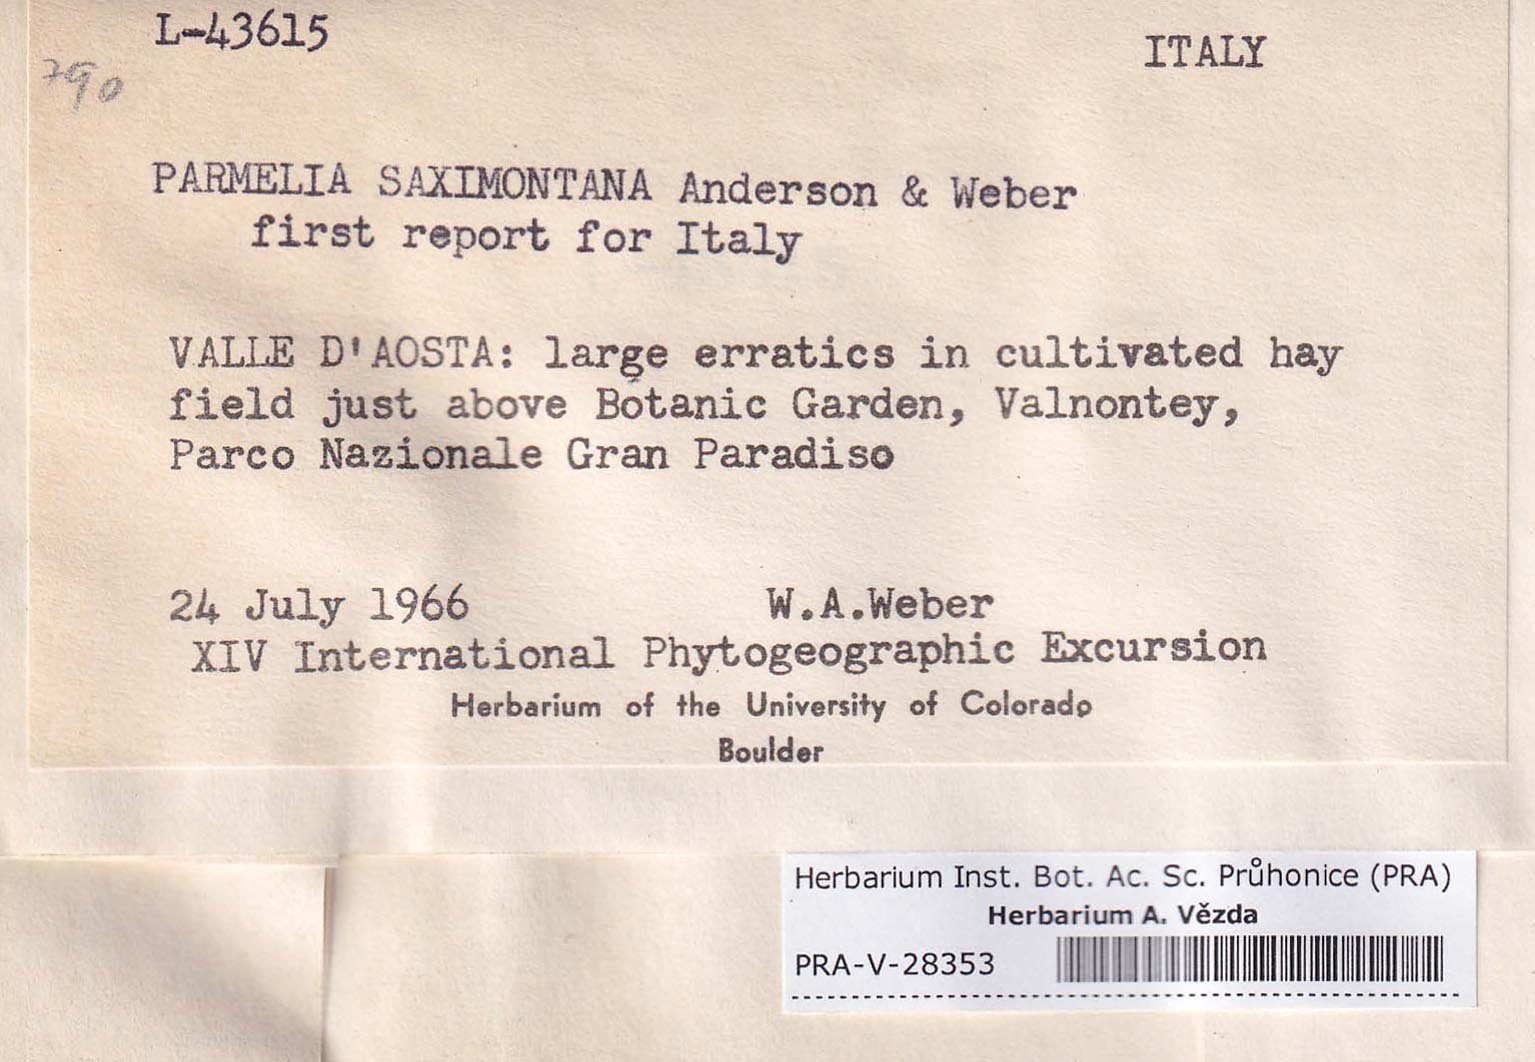 L-43615
ITALY
790
PARMELIA SAXIMONTANA Anderson & Weber
first report for Italy
VALLE D'AOSTA: large erratics in cultivated hay
field just above Botanic Garden, Valnontey,
Parco Nazionale Gran Paradiso
24 July 1966 W.A.Weber
XIV International Phytogeographic Excursion
Herbarium of the University of Colorado
Boulder
Herbarium Inst. Bot. Ac. Sc. Průhonice (PRA)
Herbarium A. Vězda
PRA-V-28353